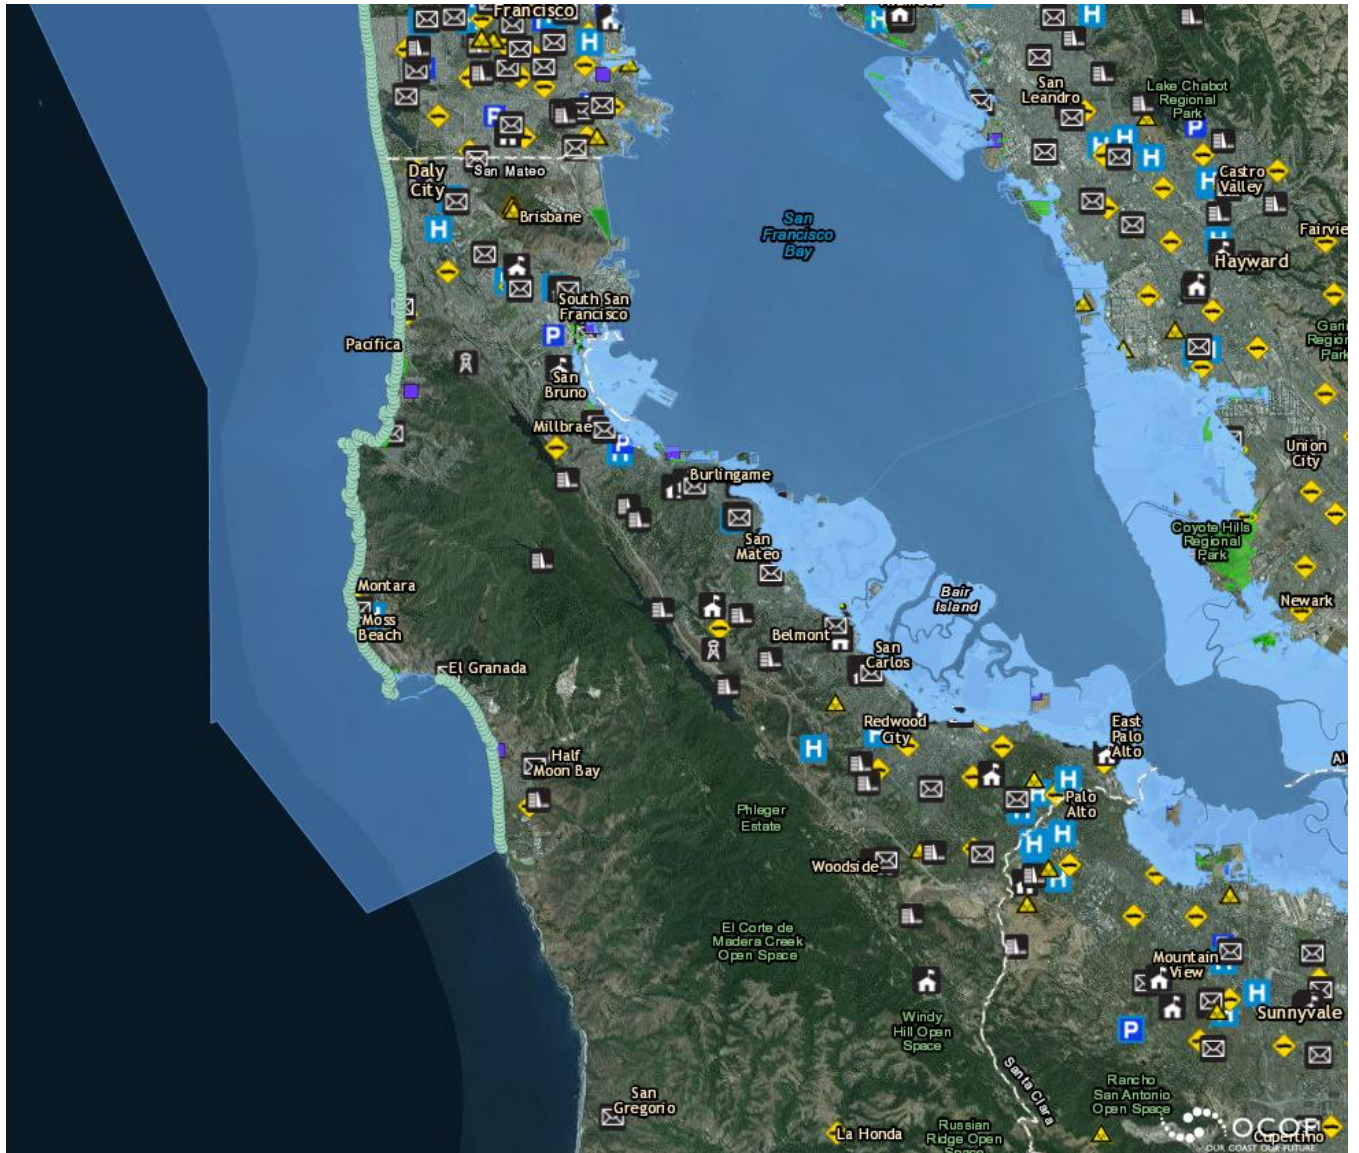 Francisco
San
Leandro
Lake Chabot
Regional
Park
P
H
H
H
H
H
P
Daly
City
San Mateo
Castro
Valley
Brisbane
San
Francisco
Bay
Hayward
South San
Francisco
Pacifica
P
San
Bruno
Millbrae
P
Burlingame
Union
City
San
Mateo
Coyote Hills
Regional
Park
Montara
Moss
Beach
Bair
Island
Newark
Belmont
San
Carlos
El Granada
Redwood
City
East
Palo
Alto
H
Half
Moon Bay
H
Palo
Alto
Phleger
Estate
H
H
H
Woodside
El Corte de
Madera Creek
Open Space
Mountain
View
H
Sunnyvale
Windy
Hill Open
Space
P
Santa Clara
San
Gregorio
Rancho
San Antonio
Open Space
La Honda
Russian
Ridge Open
OCOF
Cupertino
OUR COAST OUR FUTURE